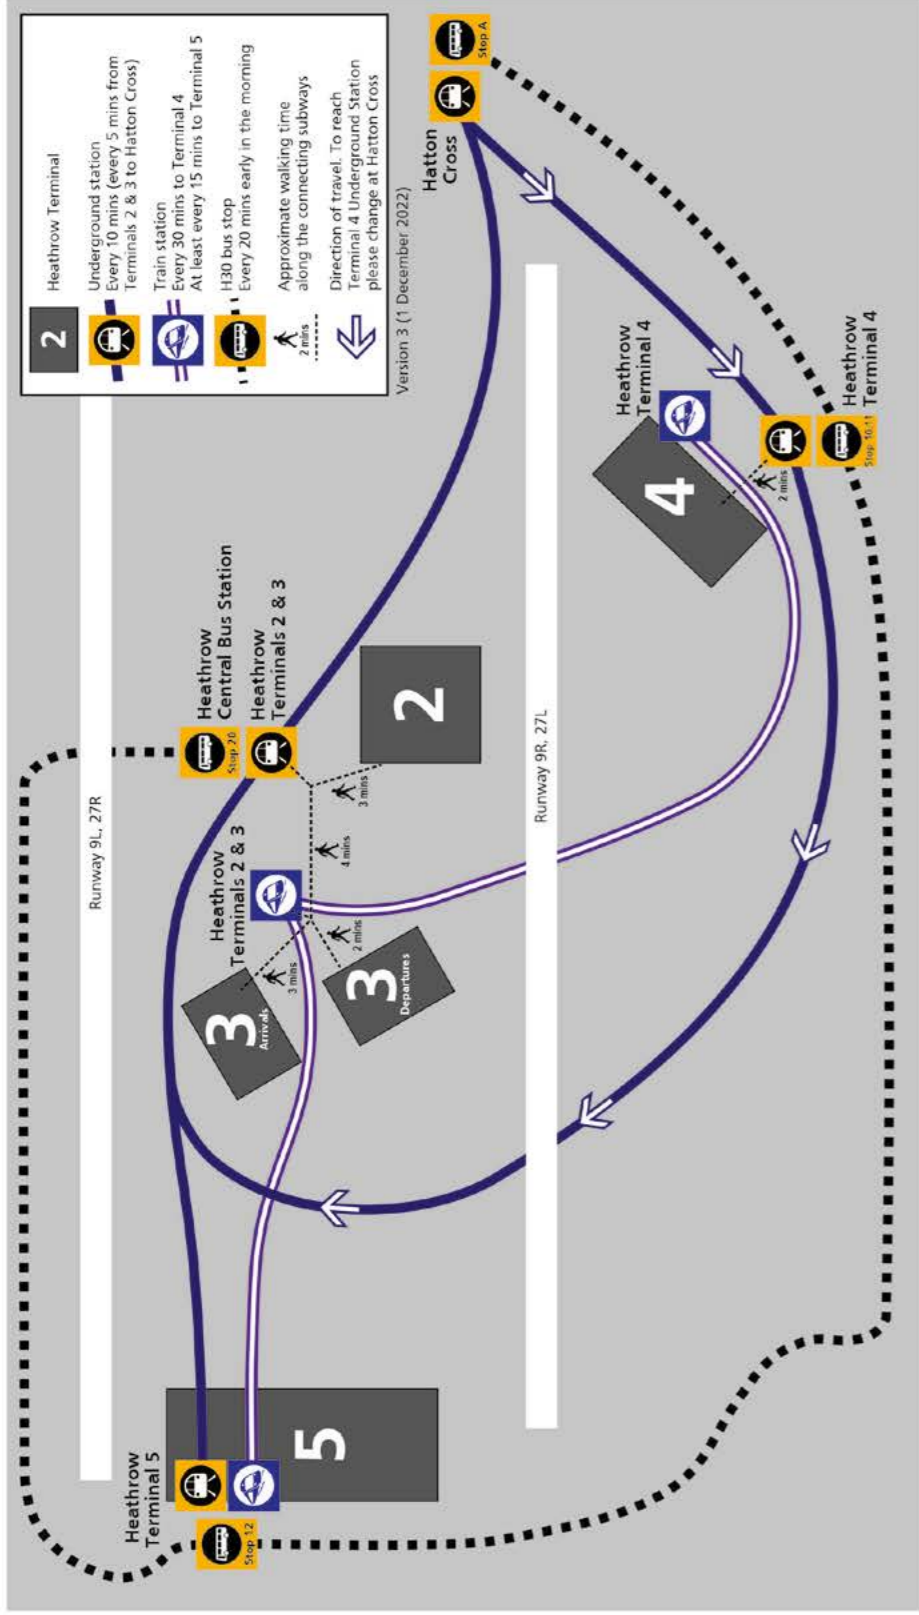 2
Heathrow Terminal
Underground station
Every 10 mins (every 5 mins from
Terminals 2 & 3 to Hatton Cross)
Train station
Every 30 mins to Terminal 4
At least every 15 mins to Terminal 5
H30 bus stop
Every 20 mins early in the morning
2 mins
Approximate walking time
along the connecting subways
Direction of travel. To reach
Terminal 4 Underground Station
please change at Hatton Cross
Version 3 (1 December 2022)
Runway 9L, 27R
Heathrow
Terminal 5
Stop 12
5
Heathrow
Central Bus Station
Stop 20
Heathrow
Terminals 2 & 3
Heathrow
Terminals 2 & 3
3
Arrivals
3 mins
3
Departures
2 mins
4 mins
3 mins
2
Runway 9R, 27L
Hatton
Cross
Stop A
Heathrow
Terminal 4
4
2 mins
Stop 10,11
Heathrow
Terminal 4